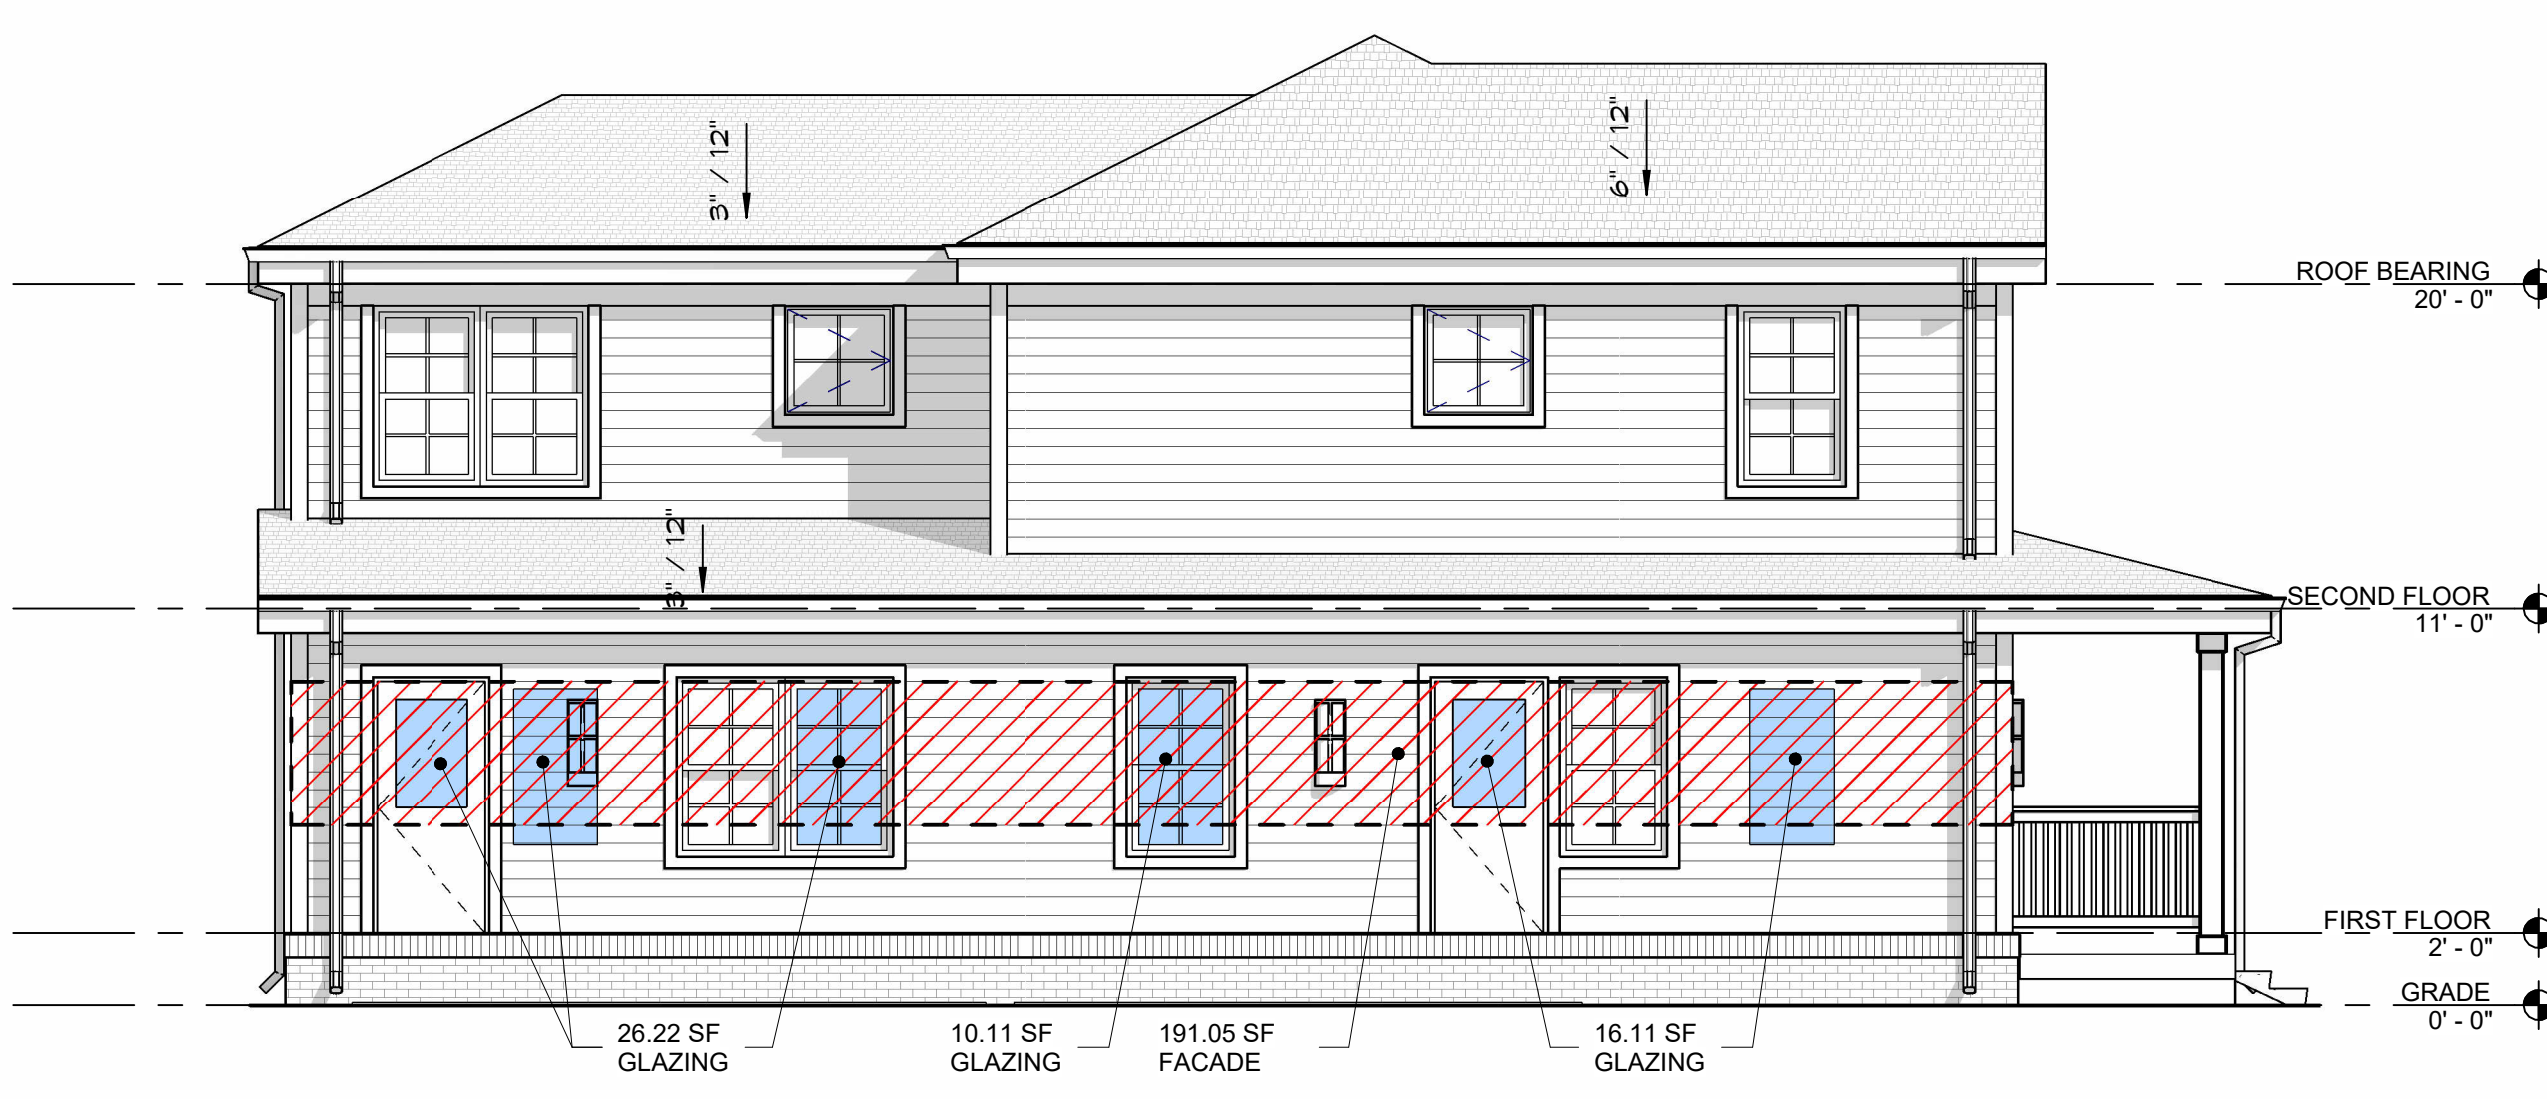 3" / 12"
6" / 12"
ROOF BEARING
20' - 0"
3" / 12"
SECOND FLOOR
11' - 0"
FIRST FLOOR
2' - 0"
GRADE
0' - 0"
26.22 SF
GLAZING
10.11 SF
GLAZING
191.05 SF
FACADE
16.11 SF
GLAZING